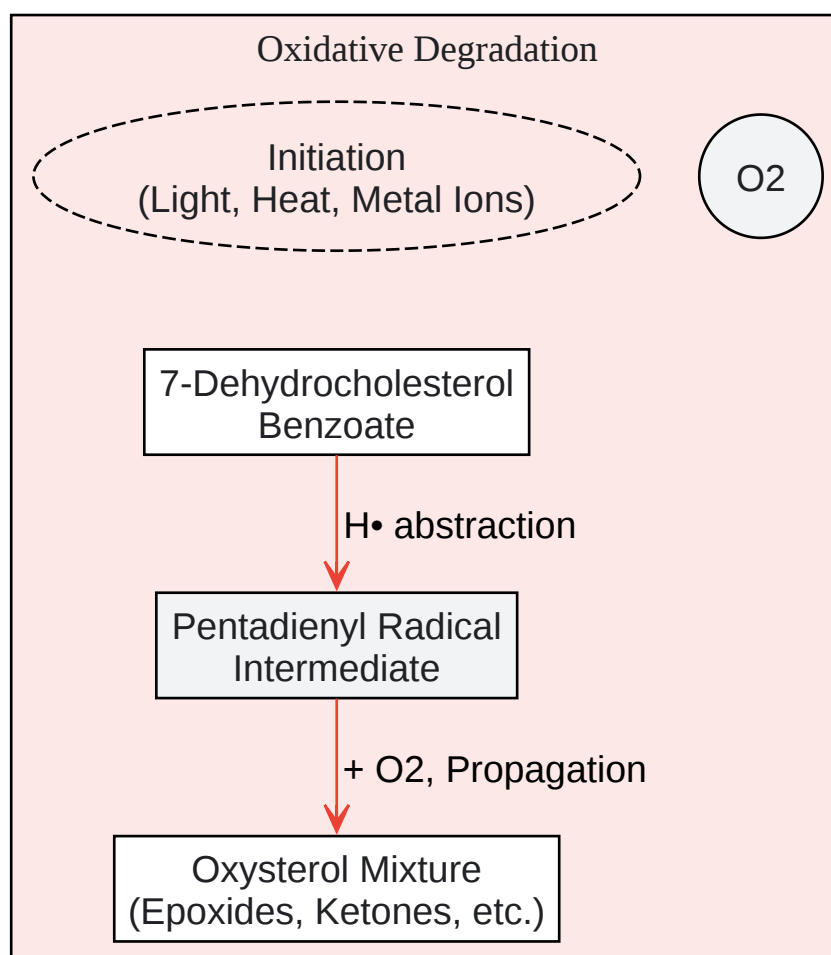 Oxidative Degradation
Initiation
(Light, Heat, Metal Ions)
O2
7-Dehydrocholesterol
Benzoate
H• abstraction
Pentadienyl Radical
Intermediate
+ O2, Propagation
Oxysterol Mixture
(Epoxides, Ketones, etc.)